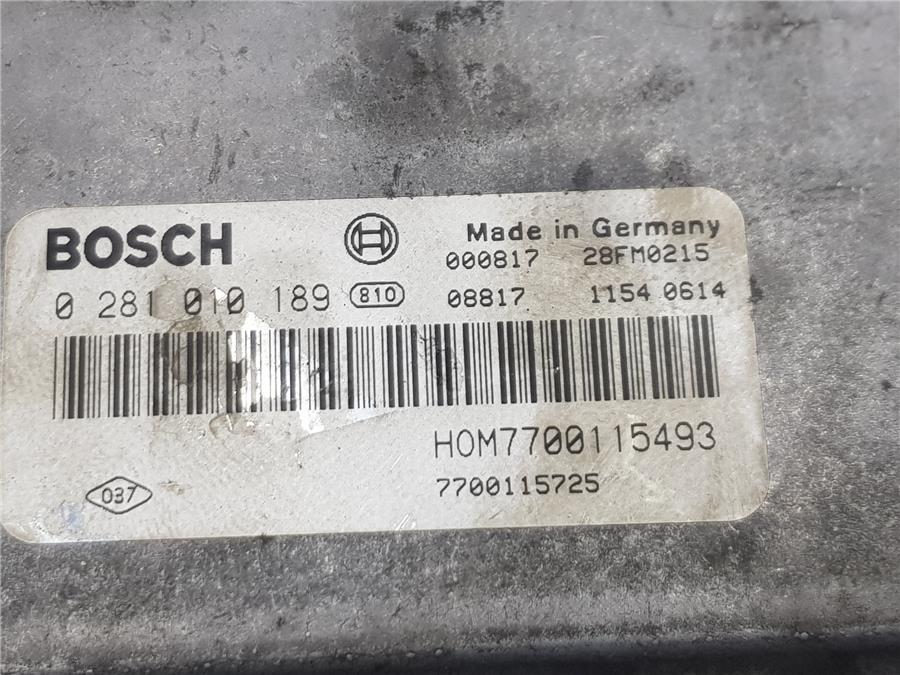 BOSCH
Made in Germany
000817 28FM0215
0 281 010 189 810 08817 1154 0614
HOM7700115493
037
7700115725